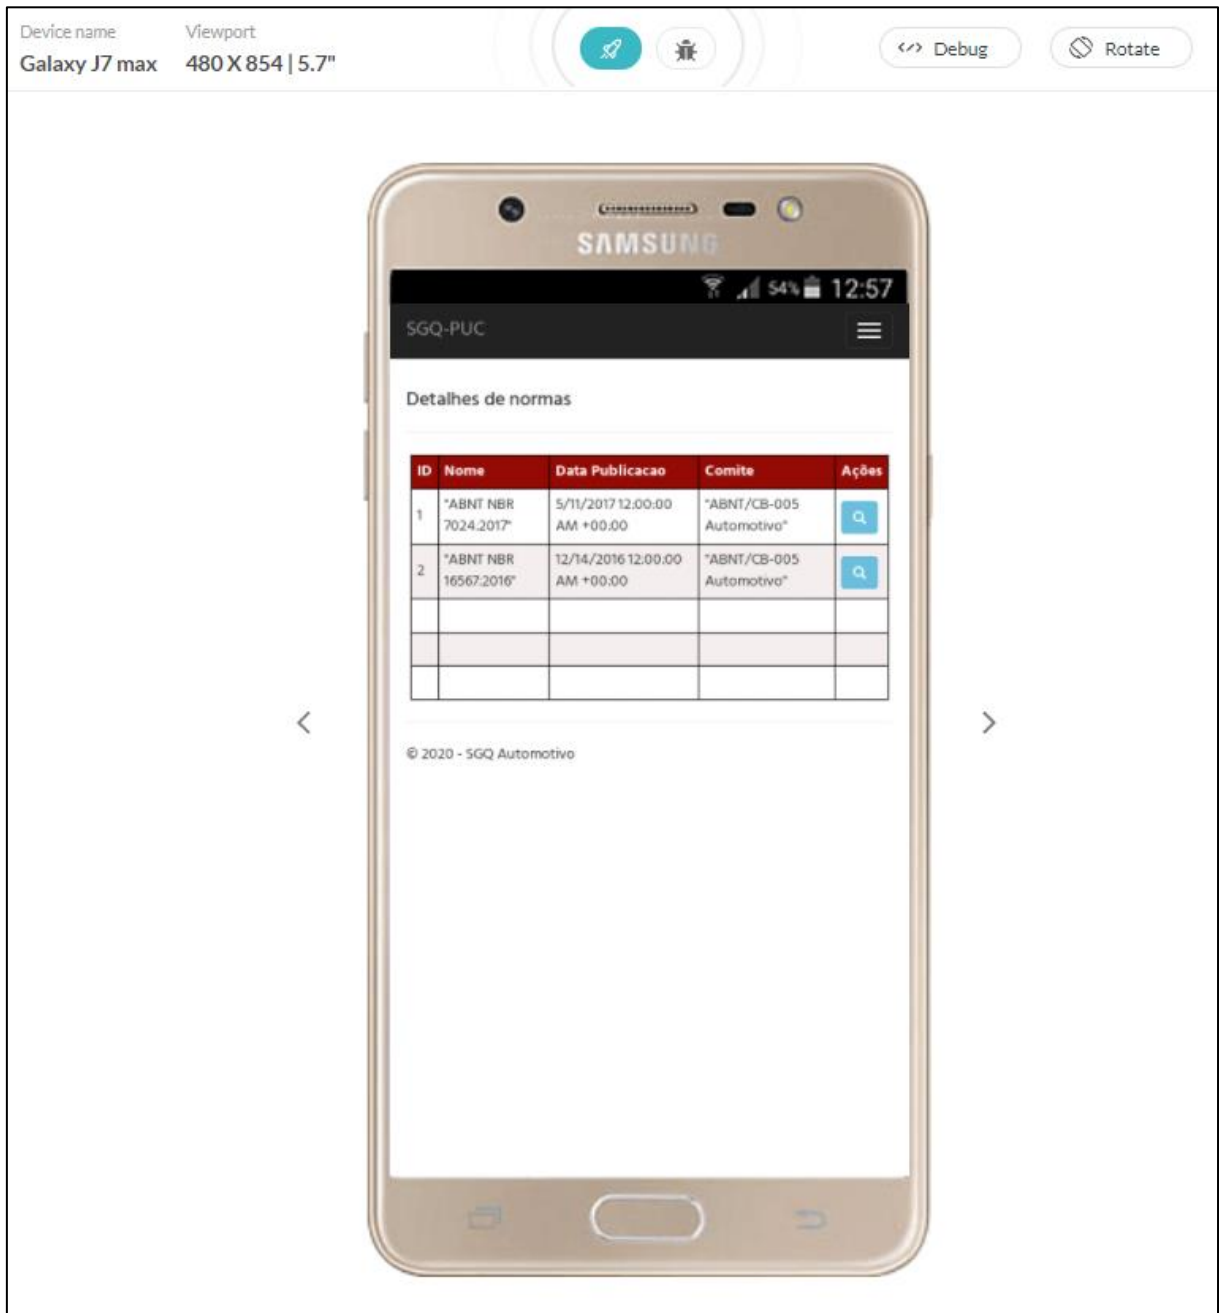 Device name Viewport
Galaxy J7 max 480 X 854 | 5.7"
Debug
Rotate
SAMSUNG
54% 12:57
SGQ-PUC
Detalhes de normas
ID Nome Data Publicacao Comite Ações
1 "ABNT NBR 7024:2017" 5/11/2017 12:00:00 AM +00:00 "ABNT/CB-005 Automotivo"
2 "ABNT NBR 16567:2016" 12/14/2016 12:00:00 AM +00:00 "ABNT/CB-005 Automotivo"
© 2020 - SGQ Automotivo